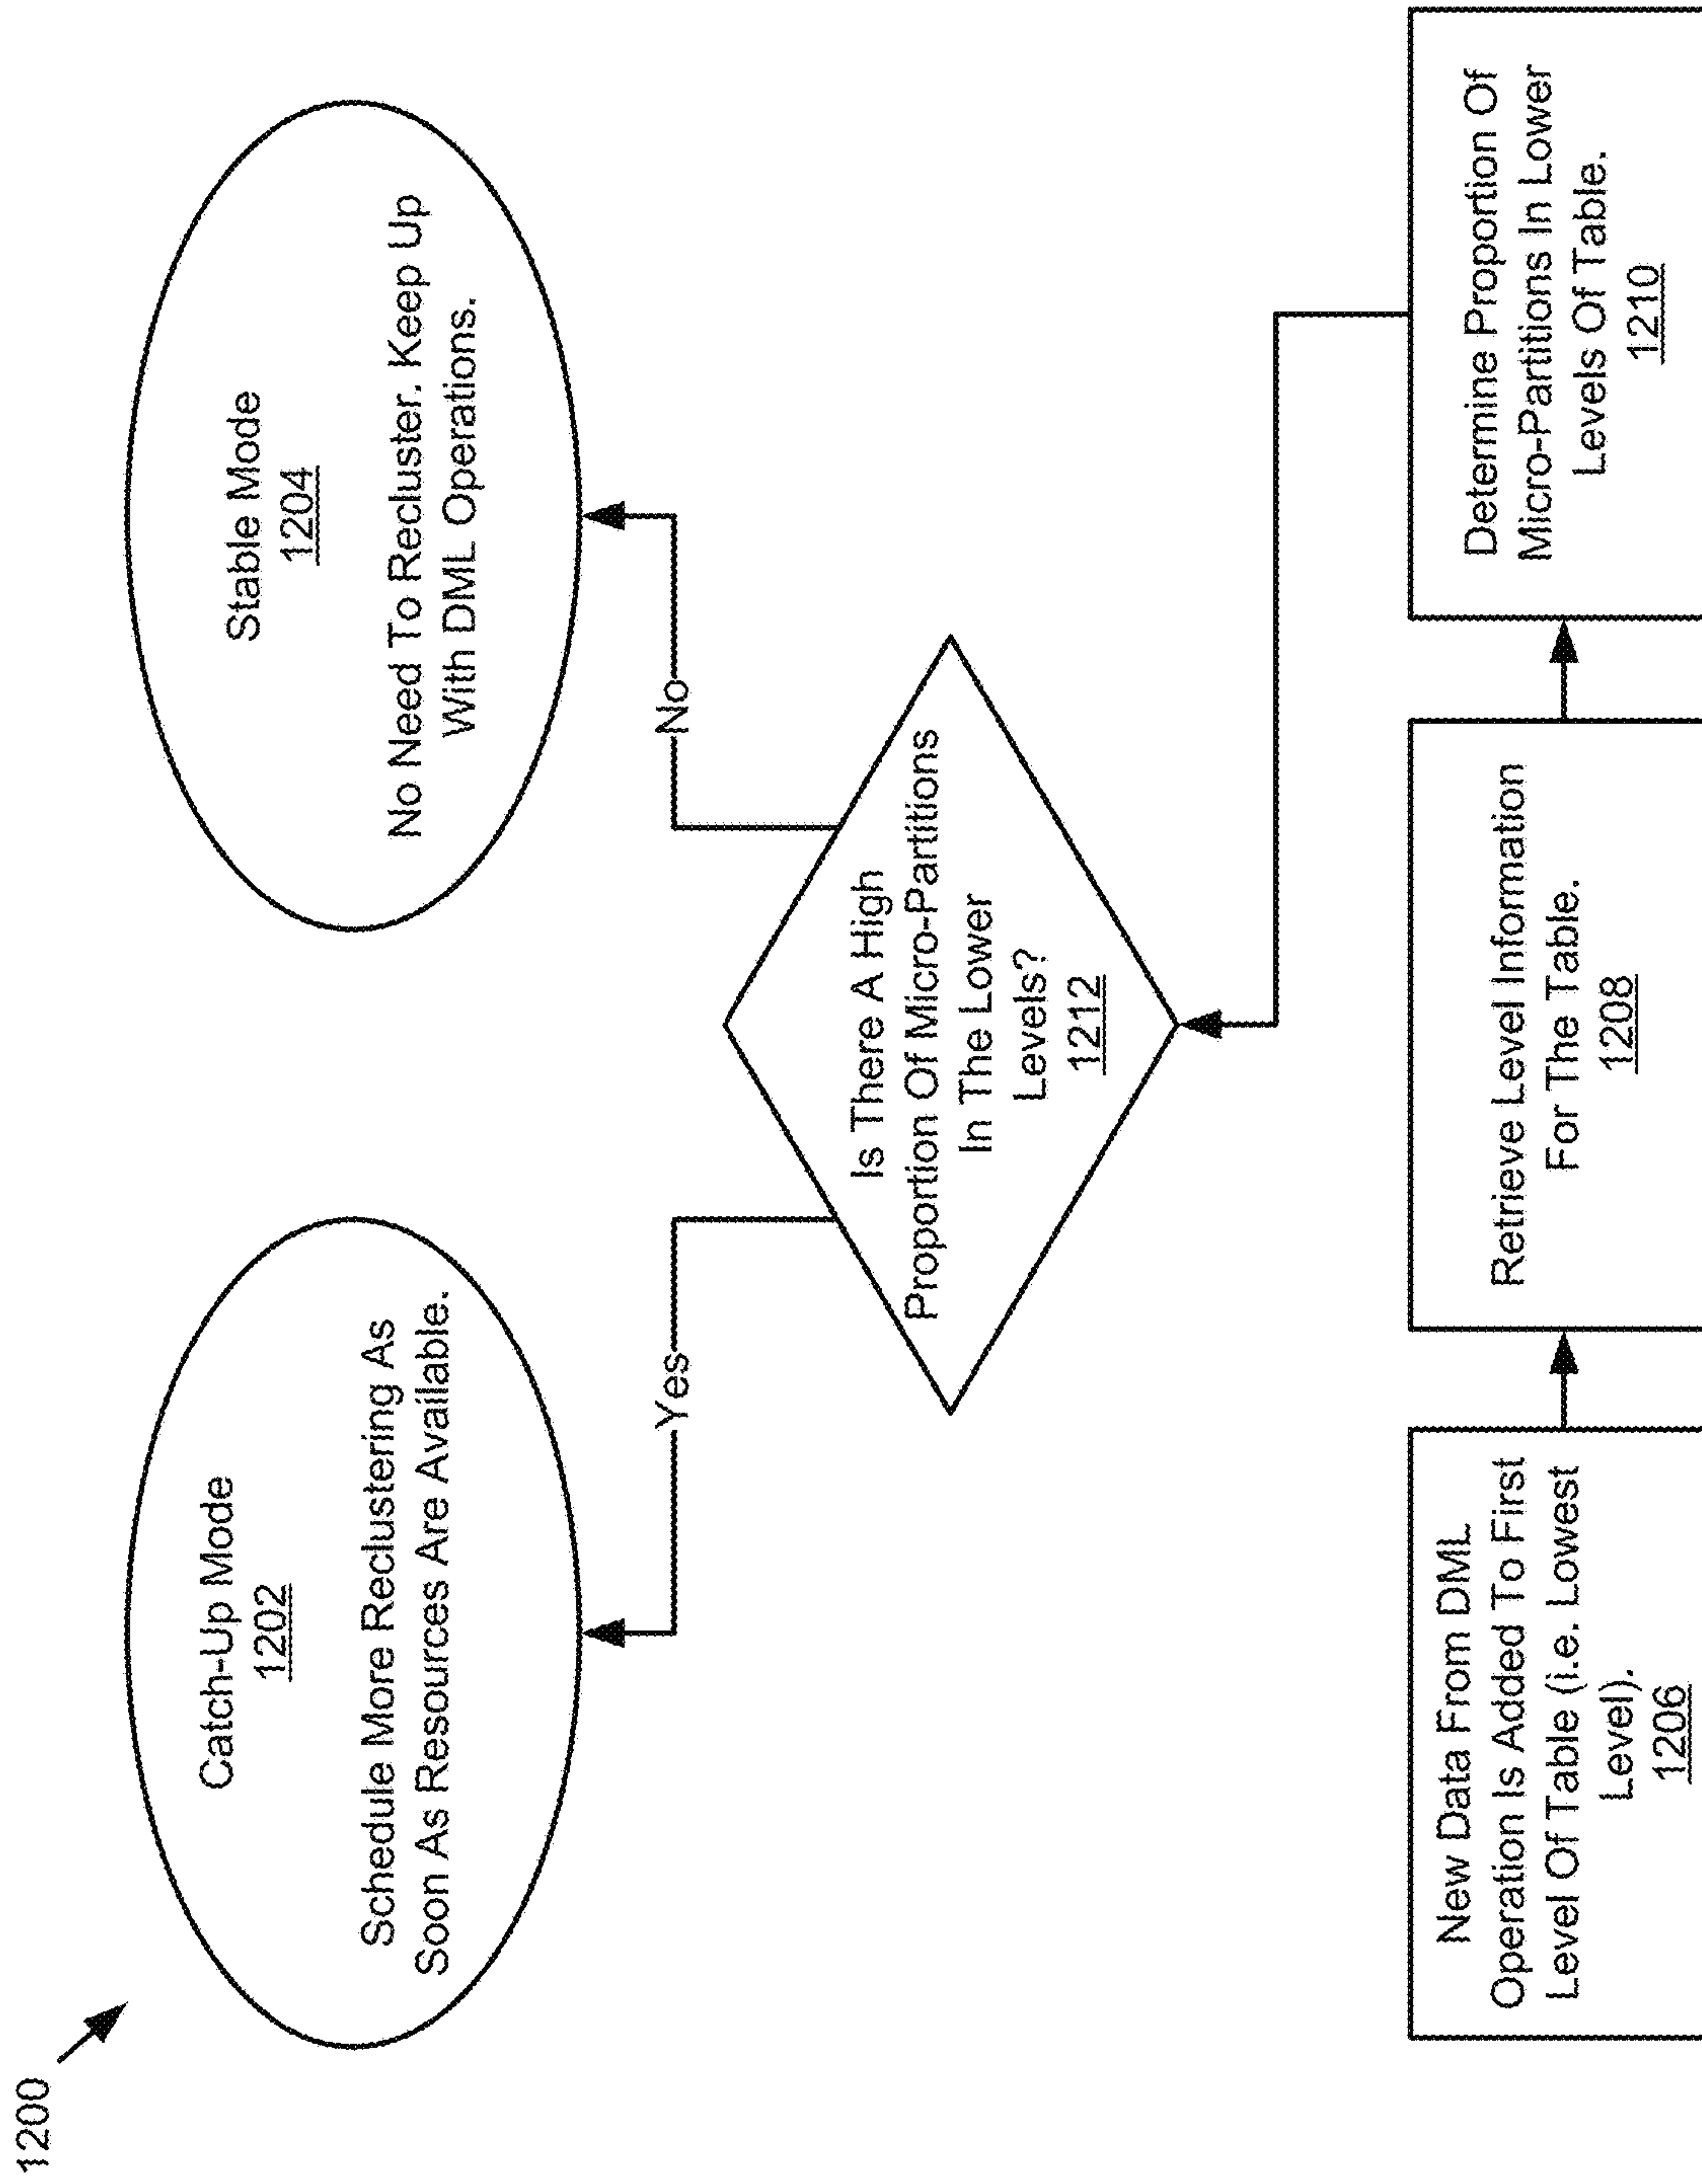 1200
Catch-Up Mode
1202
Schedule More Reclustering As
Soon As Resources Are Available.
Stable Mode
1204
No Need To Recluster. Keep Up
With DML Operations.
Yes
No
Is There A High
Proportion Of Micro-Partitions
In The Lower
Levels?
1212
New Data From DML
Operation Is Added To First
Level Of Table (i.e. Lowest
Level).
1206
Retrieve Level Information
For The Table.
1208
Determine Proportion Of
Micro-Partitions In Lower
Levels Of Table.
1210